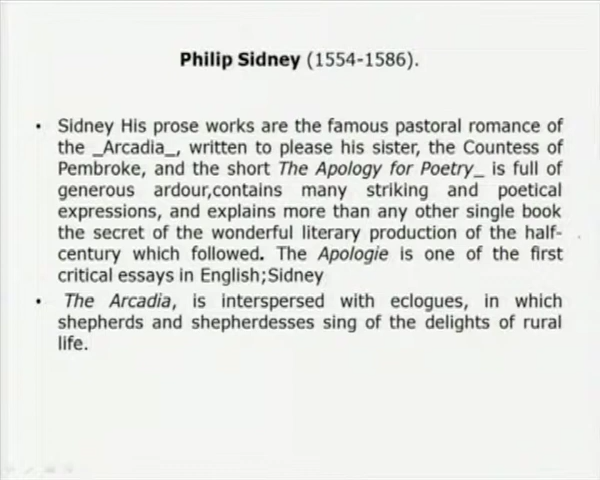 Philip Sidney (1554-1586).
• Sidney His prose works are the famous pastoral romance of
the _Arcadia_, written to please his sister, the Countess of
Pembroke, and the short The Apology for Poetry_ is full of
generous ardour,contains many striking and poetical
expressions, and explains more than any other single book
the secret of the wonderful literary production of the half-
century which followed. The Apologie is one of the first
critical essays in English;Sidney
• The Arcadia, is interspersed with eclogues, in which
shepherds and shepherdesses sing of the delights of rural
life.